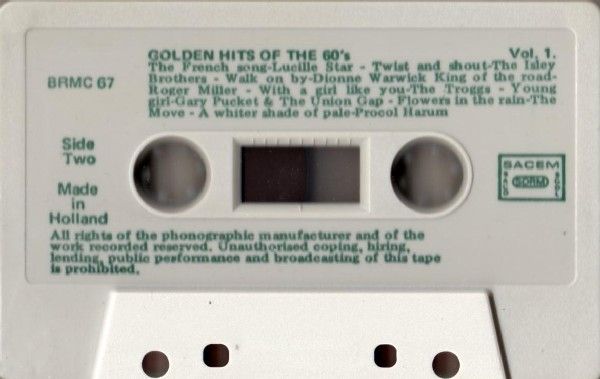 GOLDEN HITS OF THE 60's Vol. 1.
The French song-Lucille Star - Twist and shout-The Isley
BRMC 67
Brothers - Walk on by-Dionne Warwick King of the road-
Roger Miller - With a girl like you-The Troggs - Young
girl-Gary Pucket & The Union Gap - Flowers in the rain-The
Move - A whiter shade of pale-Procol Harum
Side
Two
Made
in
Holland
SACEM
SACD
SDRM
SGDL
All rights of the phonographic manufacturer and of the
work recorded reserved. Unauthorised coping, hiring,
lending, public performance and broadcasting of this tape
is prohibited.